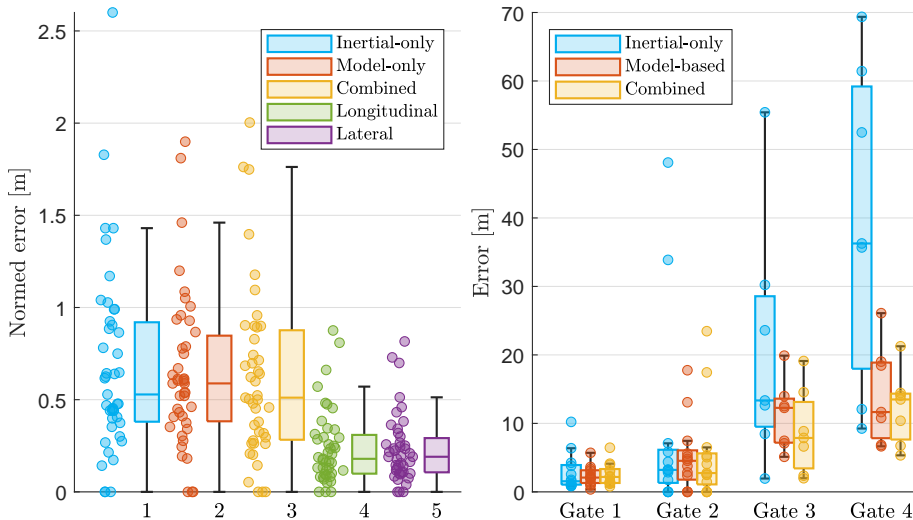 Normed error [m]
2.5
2
1.5
1
0.5
0
1
2
3
4
5
Inertial-only
Model-only
Combined
Longitudinal
Lateral
Error [m]
70
60
50
40
30
20
10
0
Gate 1
Gate 2
Gate 3
Gate 4
Inertial-only
Model-based
Combined